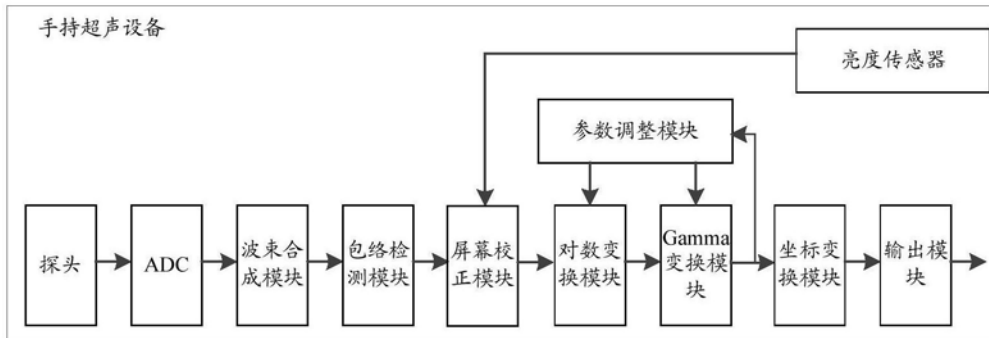 手持超声设备
亮度传感器
参数调整模块
探头
ADC
波束合
成模块
包络检
测模块
屏幕校
正模块
对数变
换模块
Gamma
变换模
块
坐标变
换模块
输出模
块